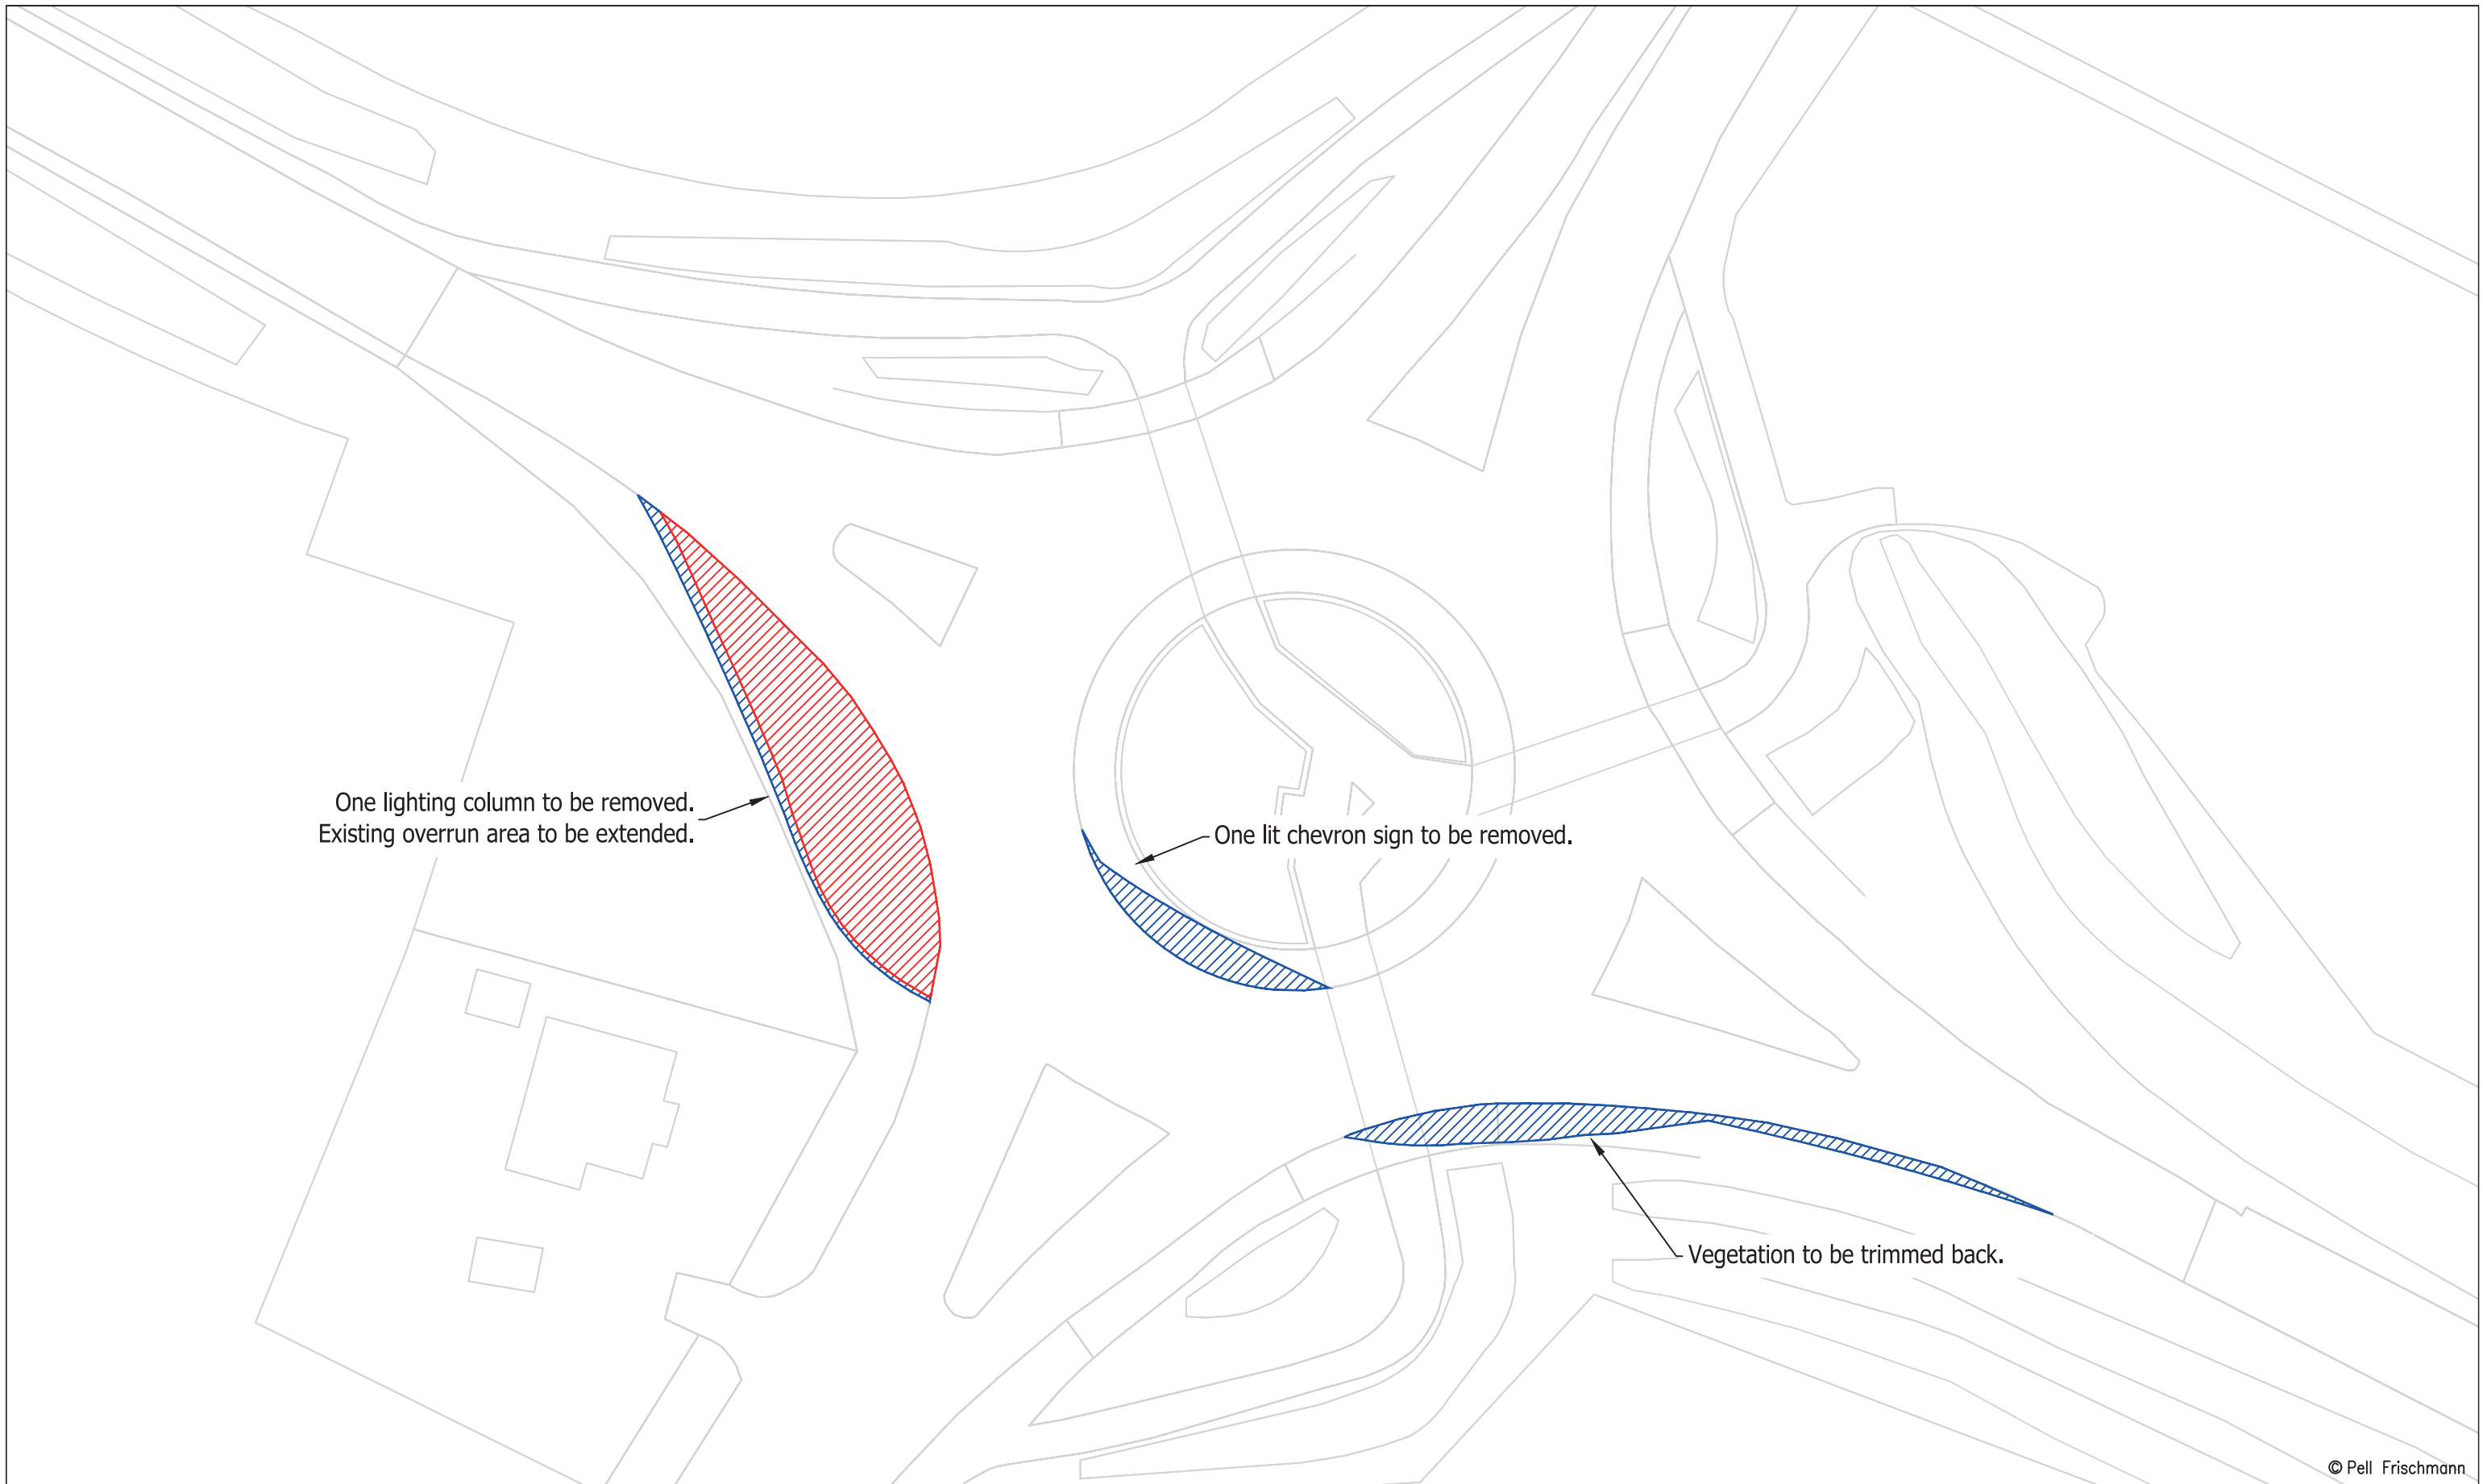 One lighting column to be removed.
Existing overrun area to be extended.
One lit chevron sign to be removed.
Vegetation to be trimmed back.
© Pell Frischmann